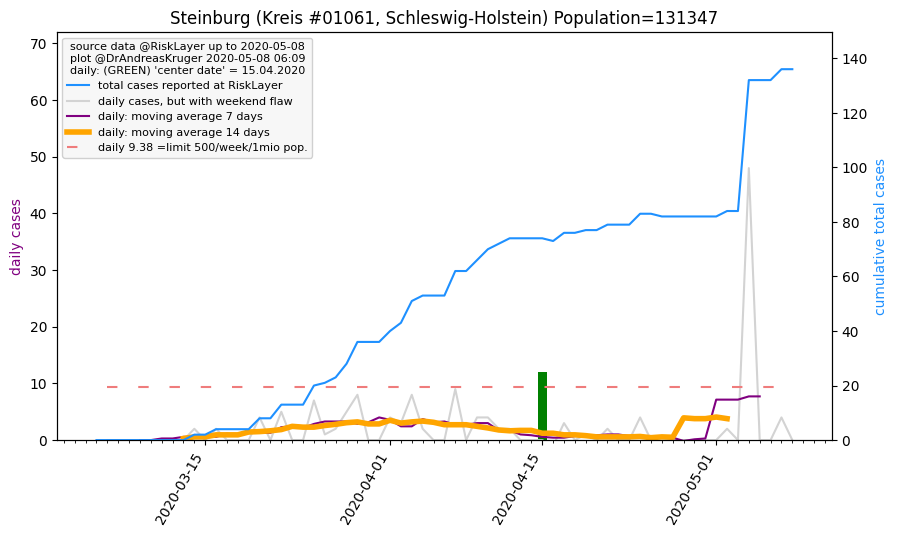 Steinburg (Kreis #01061, Schleswig-Holstein) Population=131347
source data @RiskLayer up to 2020-05-08
plot @DrAndreasKruger 2020-05-08 06:09
daily: (GREEN) 'center date' = 15.04.2020
total cases reported at RiskLayer
daily cases, but with weekend flaw
daily: moving average 7 days
daily: moving average 14 days
daily 9.38 =limit 500/week/1mio pop.
daily cases
70
60
50
40
30
20
10
0
cumulative total cases
140
120
100
80
60
40
20
0
2020-03-15
2020-04-01
2020-04-15
2020-05-01